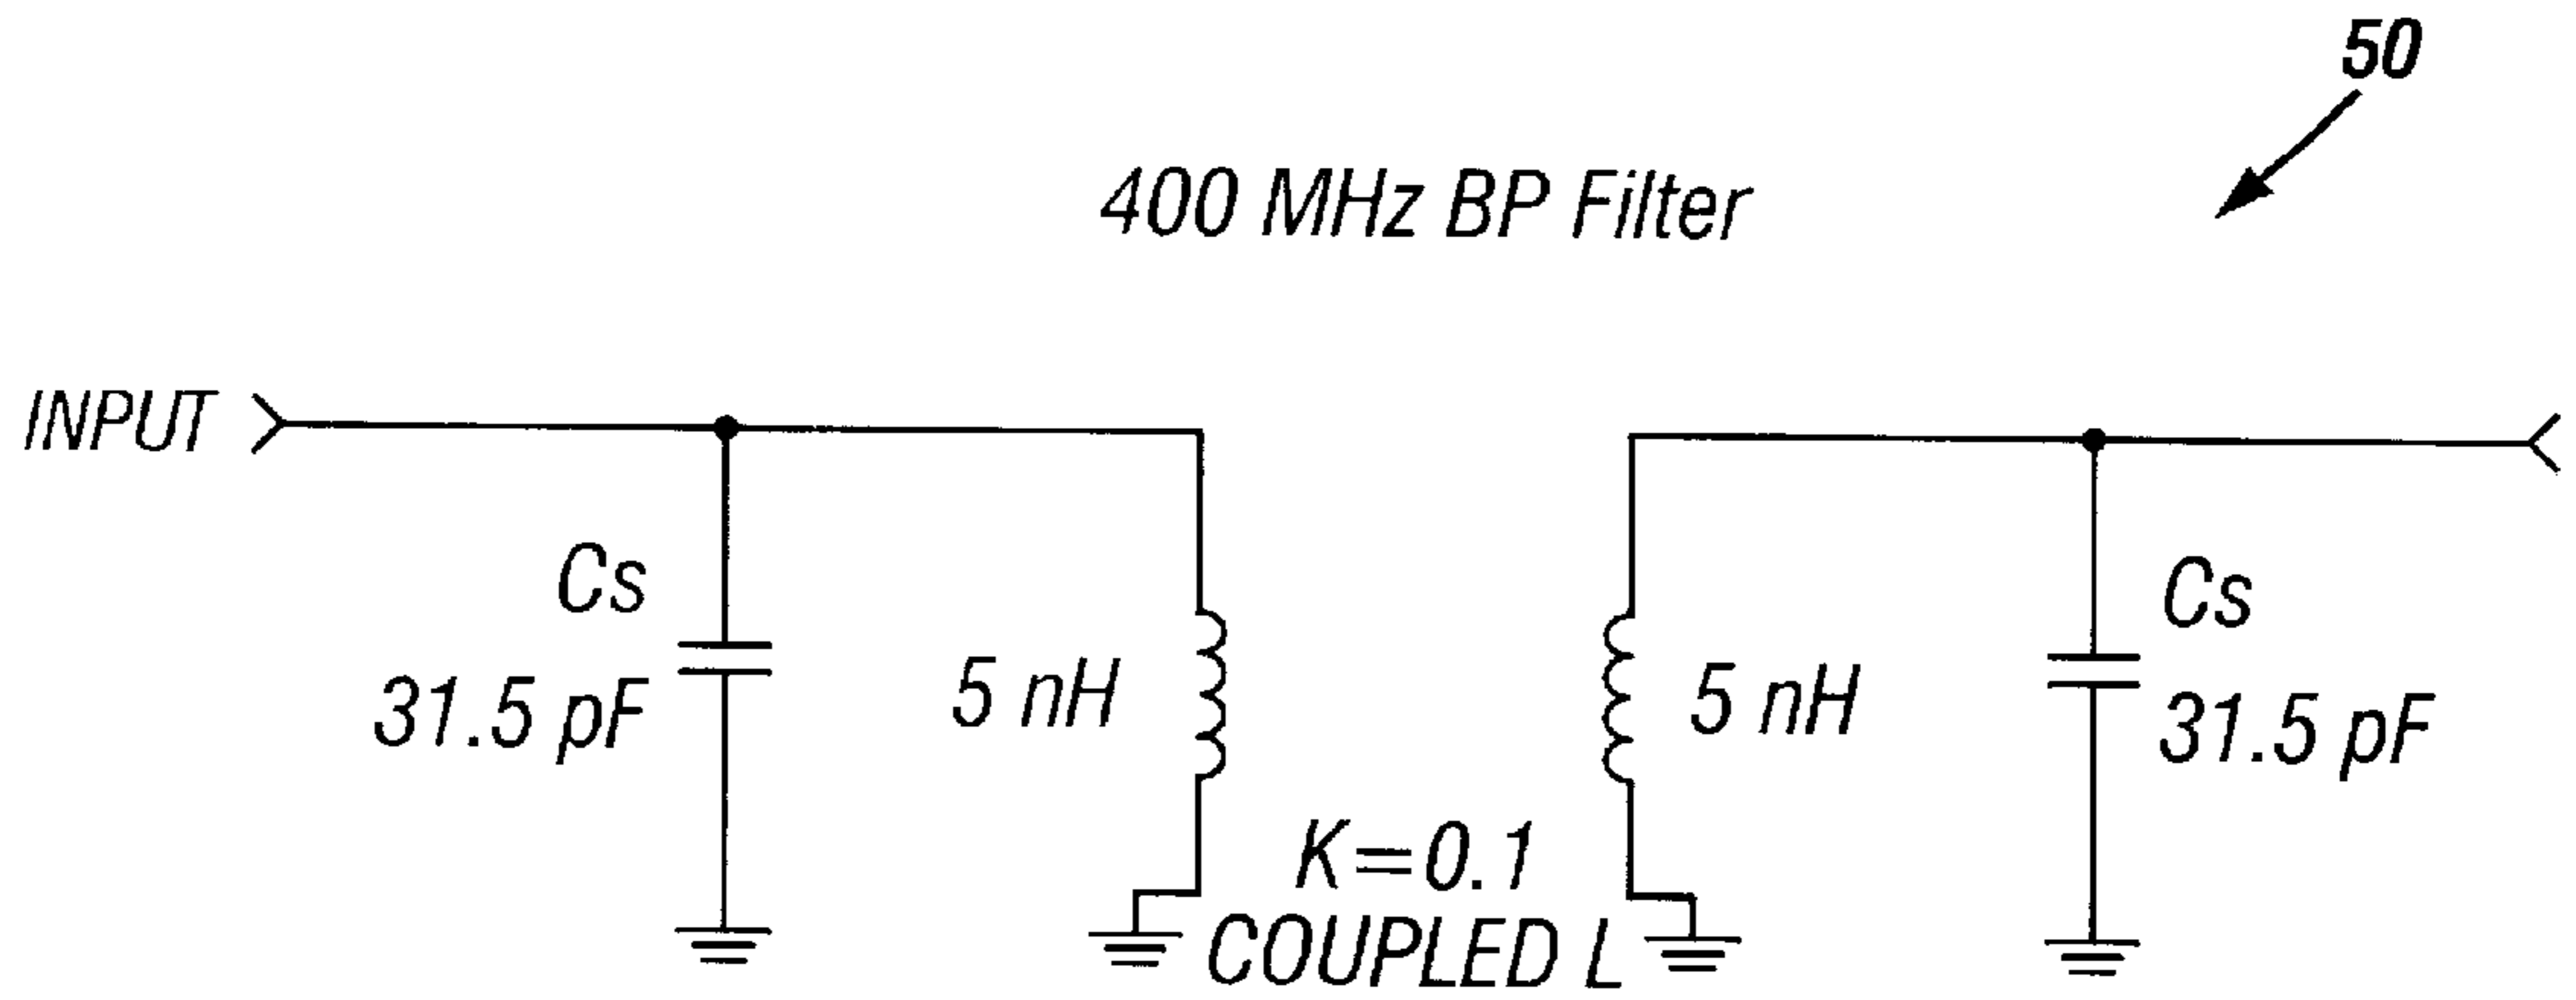 50
400 MHz BP Filter
INPUT
Cs
31.5 pF
5 nH
5 nH
Cs
31.5 pF
K=0.1
COUPLED L